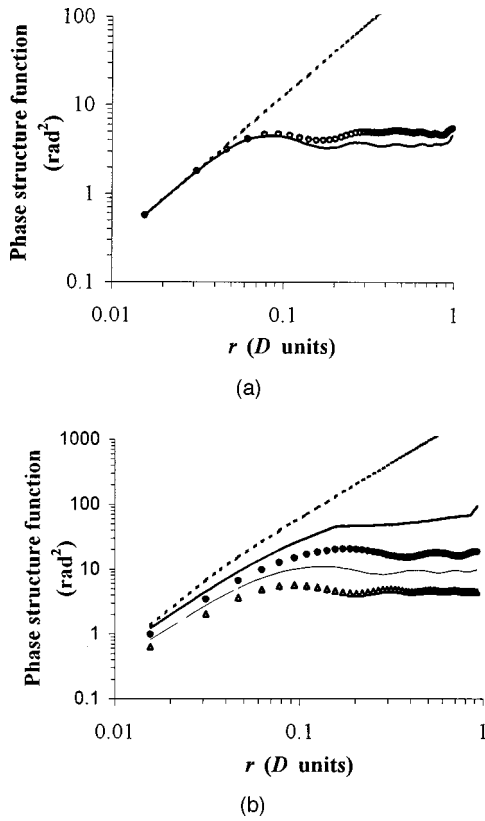 Phase structure function
(rad²)
100
10
1
0.1
0.01
0.1
1
r (D units)
(a)
Phase structure function
(rad²)
1000
100
10
1
0.1
0.01
0.1
1
r (D units)
(b)